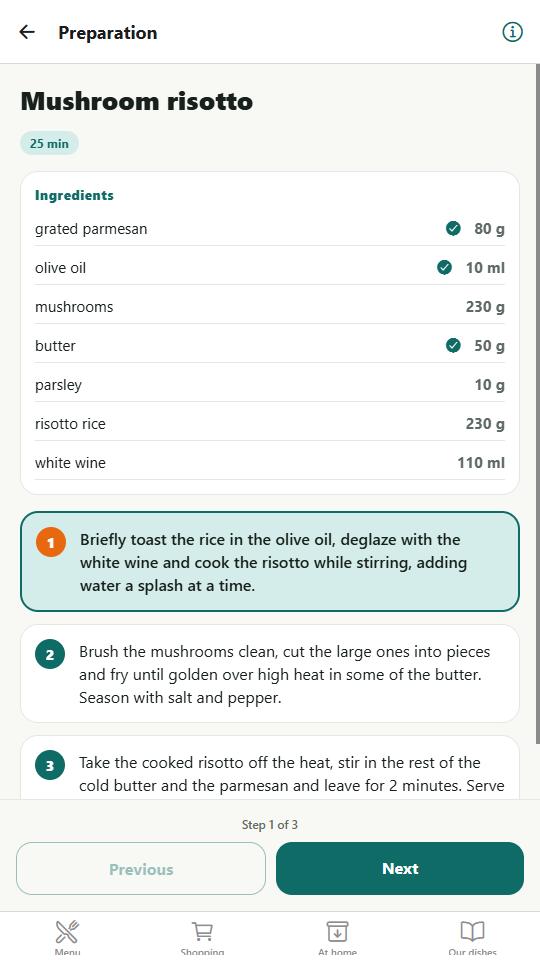 Preparation
Mushroom risotto
25 min
Ingredients
grated parmesan 80 g
olive oil 10 ml
mushrooms 230 g
butter 50 g
parsley 10 g
risotto rice 230 g
white wine 110 ml
1 Briefly toast the rice in the olive oil, deglaze with the
white wine and cook the risotto while stirring, adding
water a splash at a time.
2 Brush the mushrooms clean, cut the large ones into pieces
and fry until golden over high heat in some of the butter.
Season with salt and pepper.
3 Take the cooked risotto off the heat, stir in the rest of the
cold butter and the parmesan and leave for 2 minutes. Serve
Step 1 of 3
Previous Next
Menu Shopping At home Our dishes